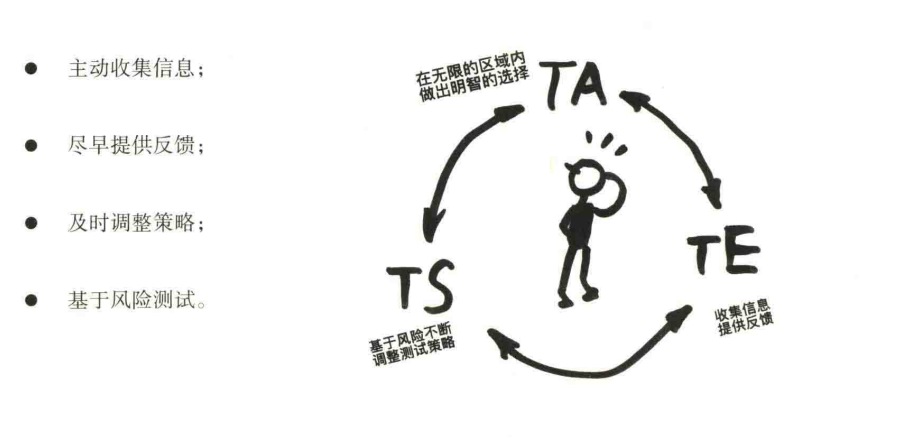 主动收集信息；
尽早提供反馈；
及时调整策略；
基于风险测试。
在无限的区域内
做出明智的选择
TA
TE
收集信息
提供反馈
TS
基于风险不断
调整测试策略